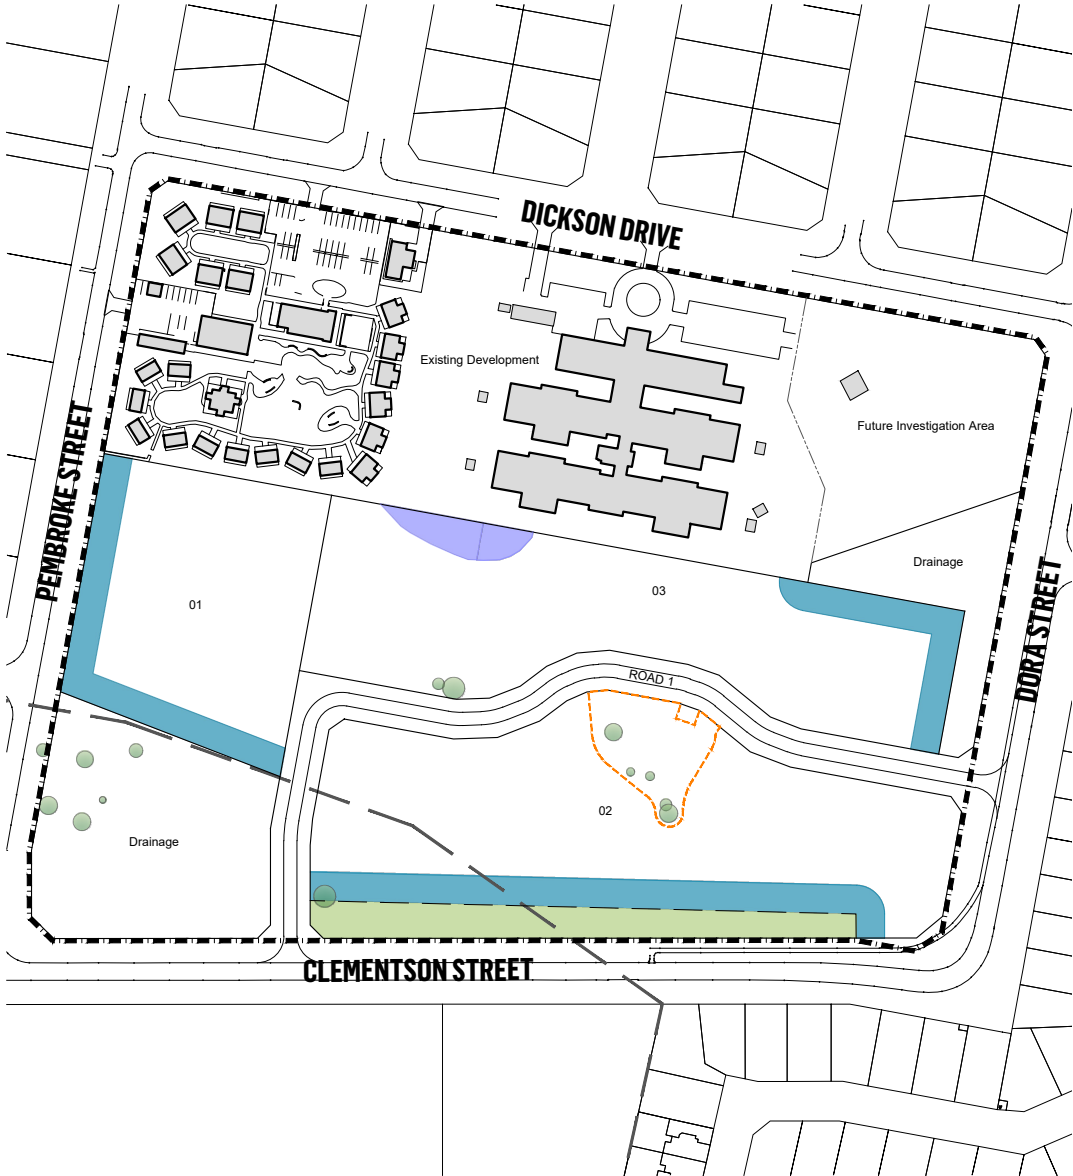 DICKSON DRIVE
Existing Development
Future Investigation Area
PEMBROKE STREET
Drainage
DORA STREET
01
03
ROAD 1
02
Drainage
CLEMENTSON STREET